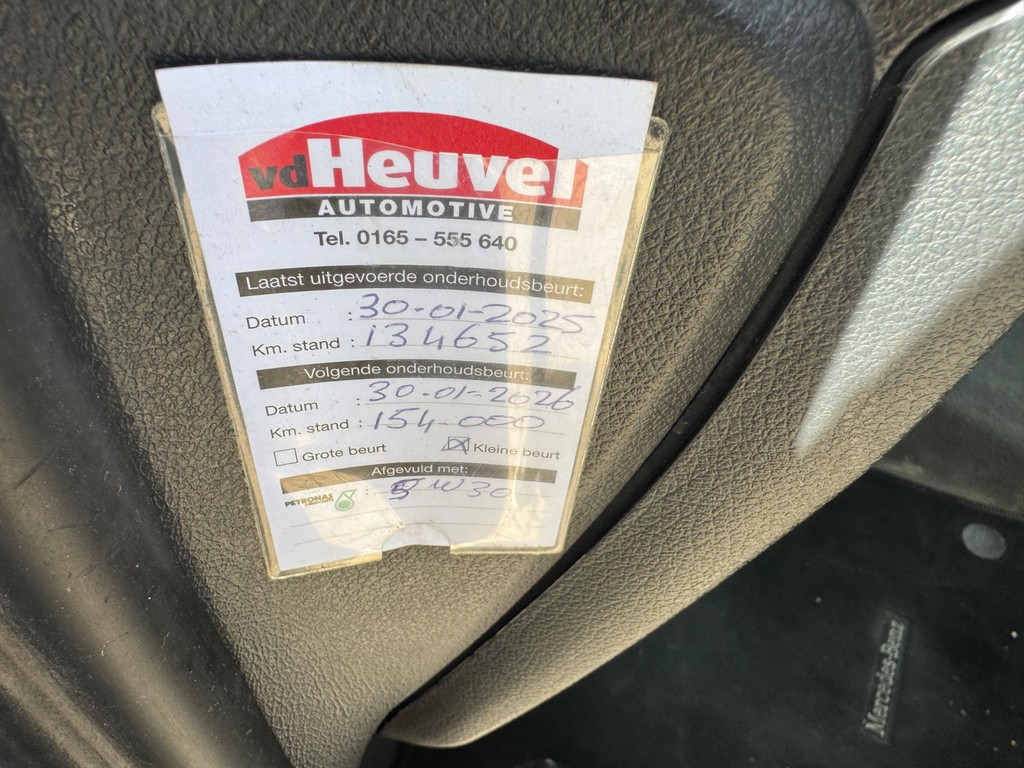 vdHeuvel
AUTOMOTIVE
Tel. 0165 – 555 640
Laatst uitgevoerde onderhoudsbeurt:
Datum : 30-01-2025
Km. stand : 134652
Volgende onderhoudsbeurt:
Datum : 30-01-2026
Km. stand : 154-000
Grote beurt Kleine beurt
Afgevuld met:
PETRONAS : 5W30
Mercedes-Benz